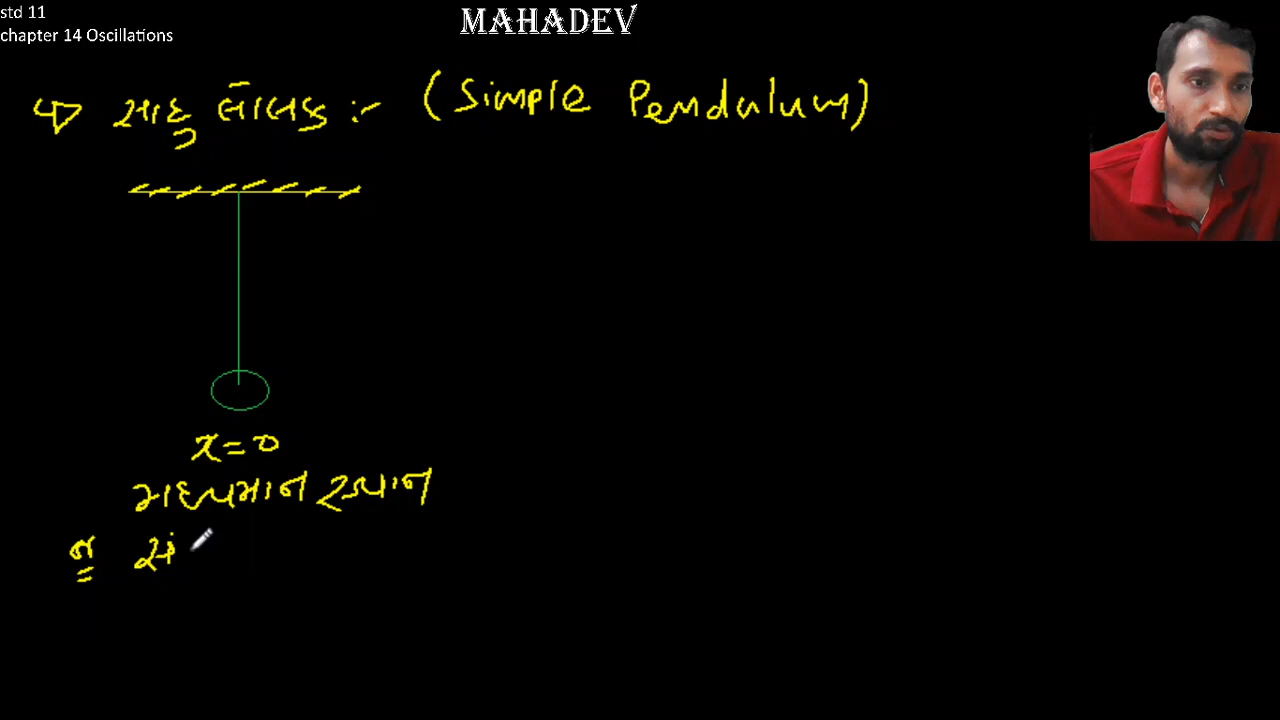 std 11
chapter 14 Oscillations
MAHADEV
સાદુ લોલક :- (Simple Pendulum)
x=0
મધ્યમાન સ્થાન
સં